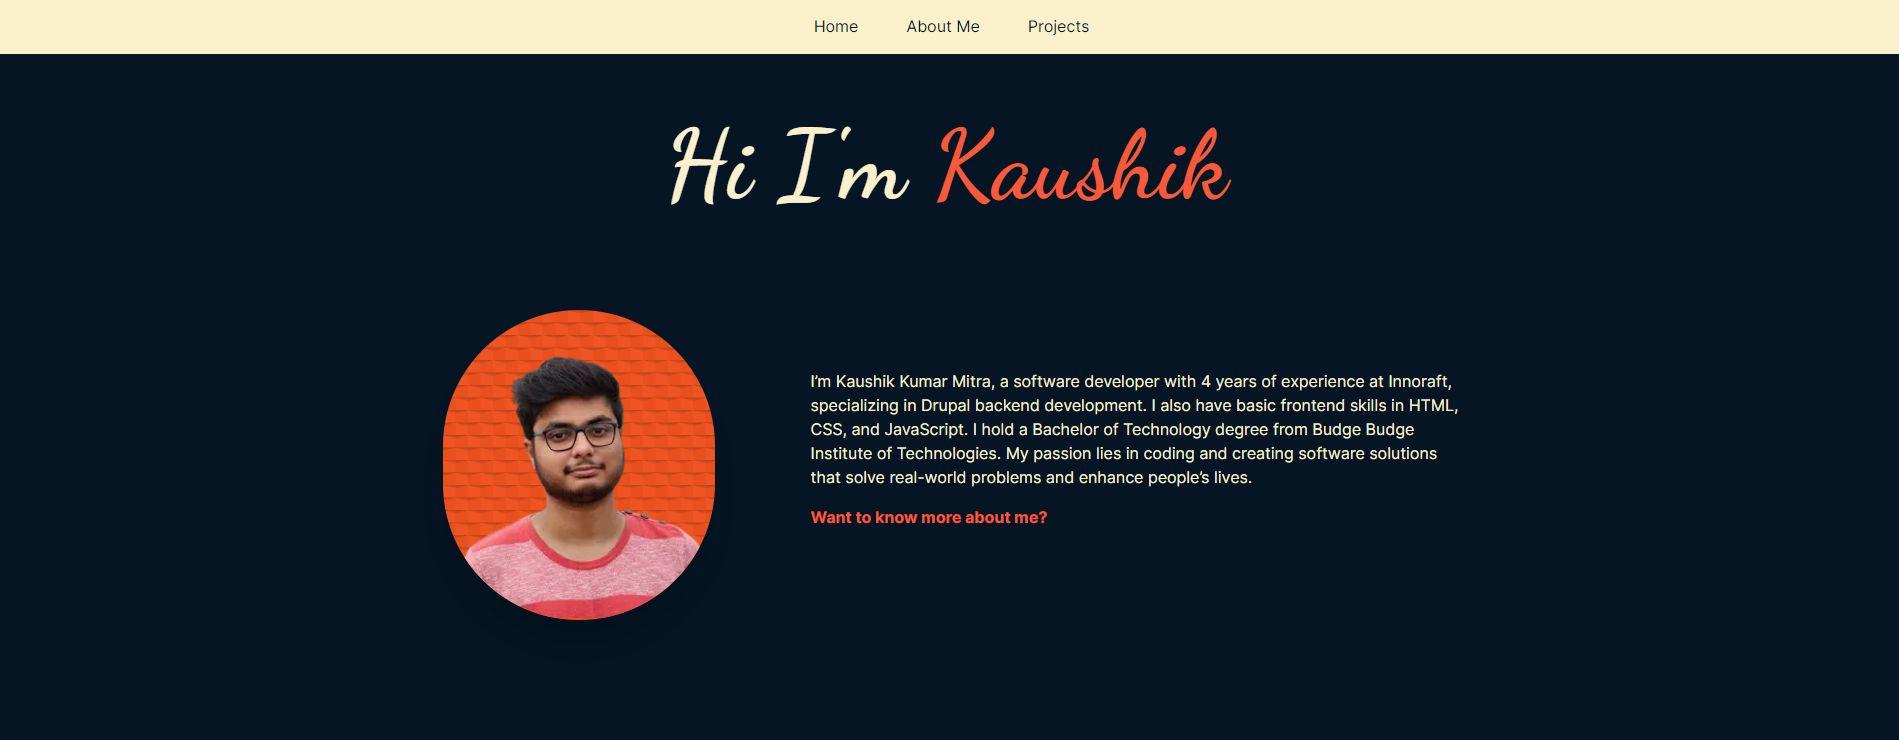 Home
About Me
Projects
Hi I'm Kaushik
I’m Kaushik Kumar Mitra, a software developer with 4 years of experience at Innoraft,
specializing in Drupal backend development. I also have basic frontend skills in HTML,
CSS, and JavaScript. I hold a Bachelor of Technology degree from Budge Budge
Institute of Technologies. My passion lies in coding and creating software solutions
that solve real-world problems and enhance people’s lives.
Want to know more about me?